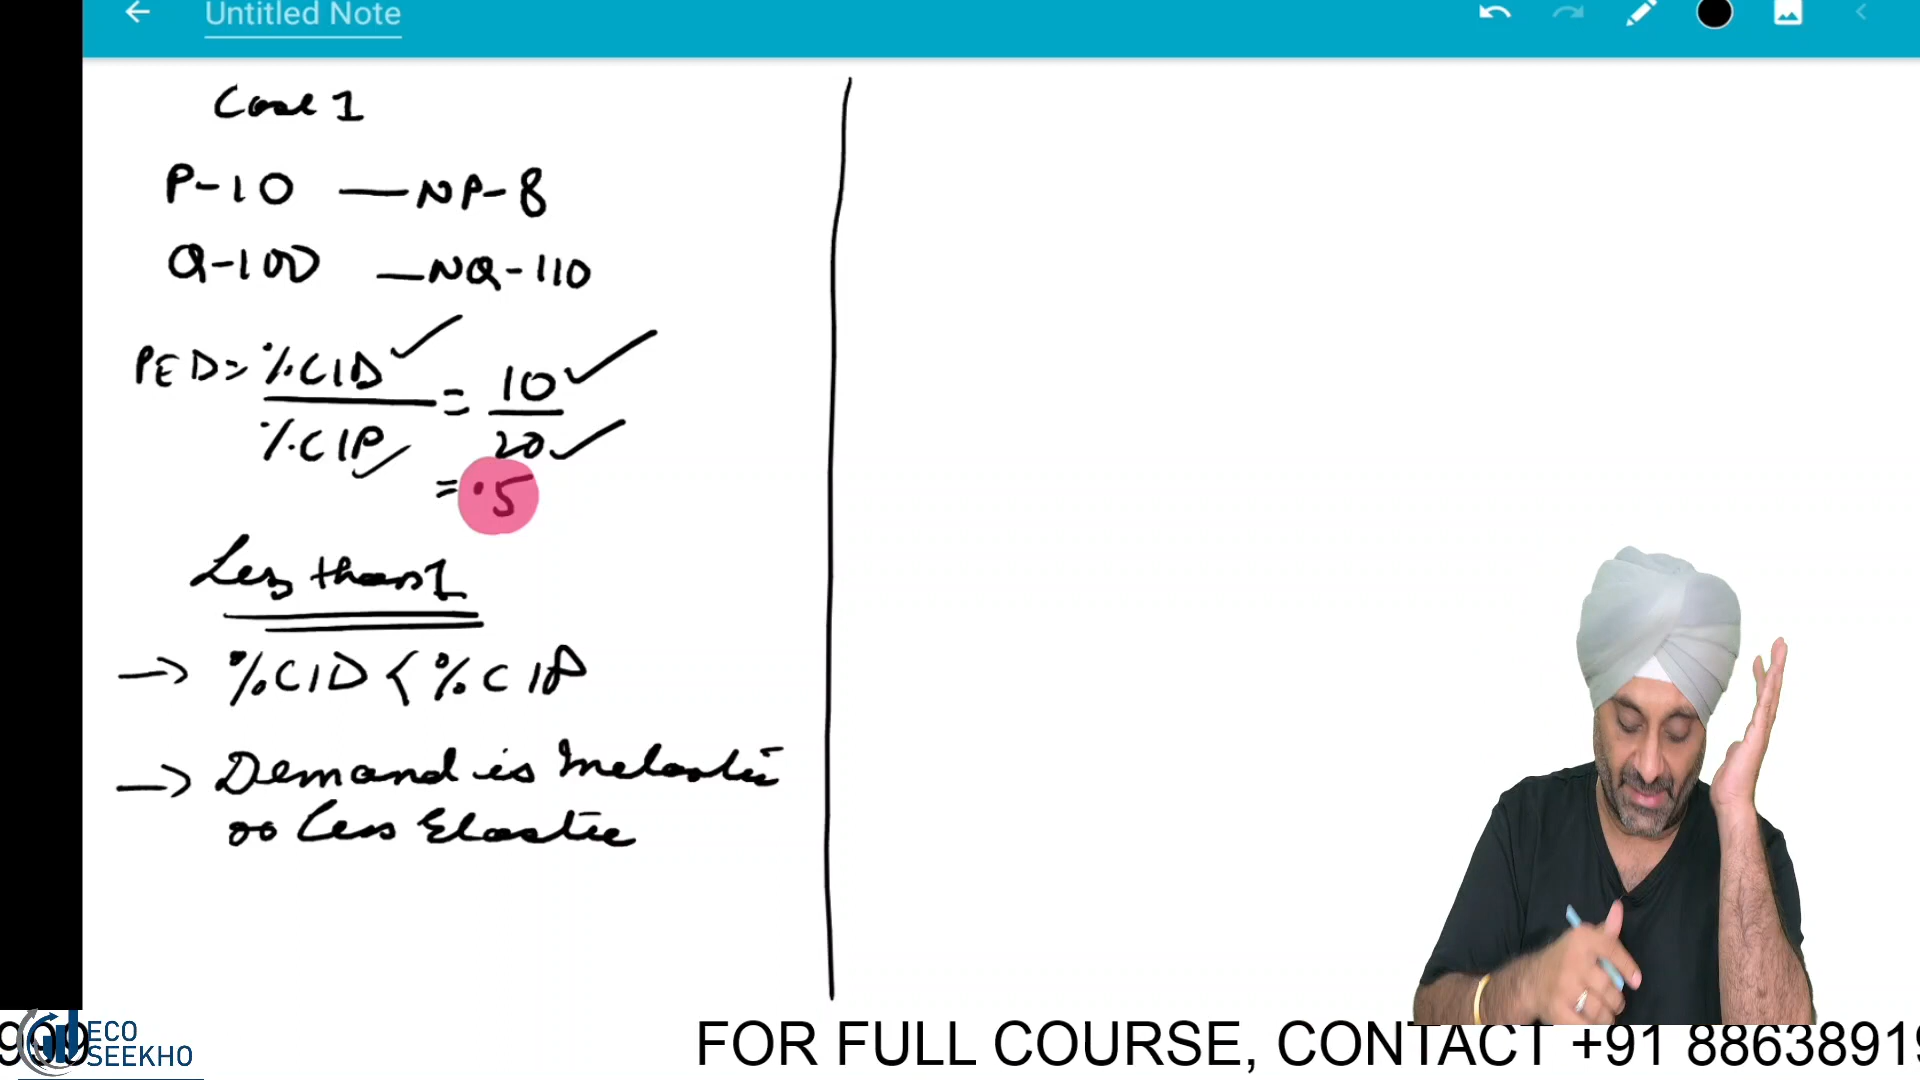 Untitled Note
Case 1
P-10 — NP-8
Q-100 — NQ-110
PED = %CID = 10
%CIP 20
= .5
Less than 1
→ %CID < %CIP
→ Demand is Inelastic
or Less Elastic
ECO
SEEKHO
FOR FULL COURSE, CONTACT +91 8863891